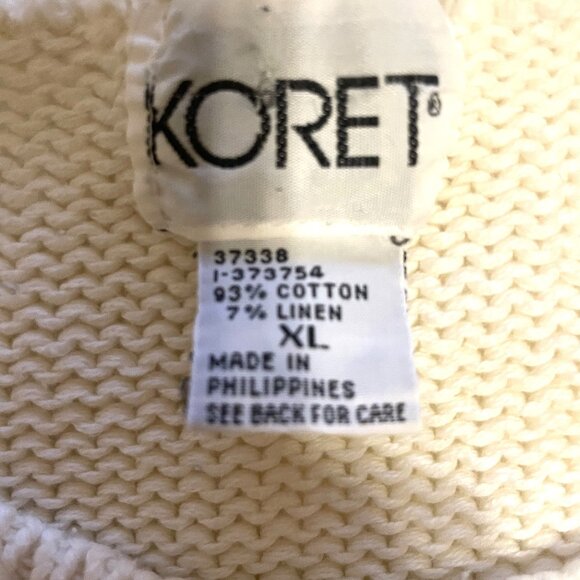 KORET®
37338
I-373754
93% COTTON
7% LINEN
XL
MADE IN
PHILIPPINES
SEE BACK FOR CARE